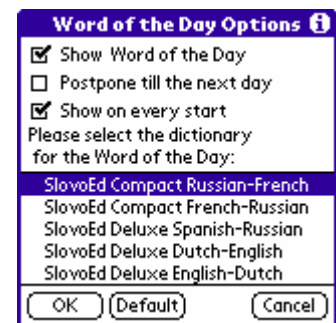 Word of the Day Options i
Show Word of the Day
Postpone till the next day
Show on every start
Please select the dictionary
for the Word of the Day:
SlovoEd Compact Russian-French
SlovoEd Compact French-Russian
SlovoEd Deluxe Spanish-Russian
SlovoEd Deluxe Dutch-English
SlovoEd Deluxe English-Dutch
OK Default Cancel